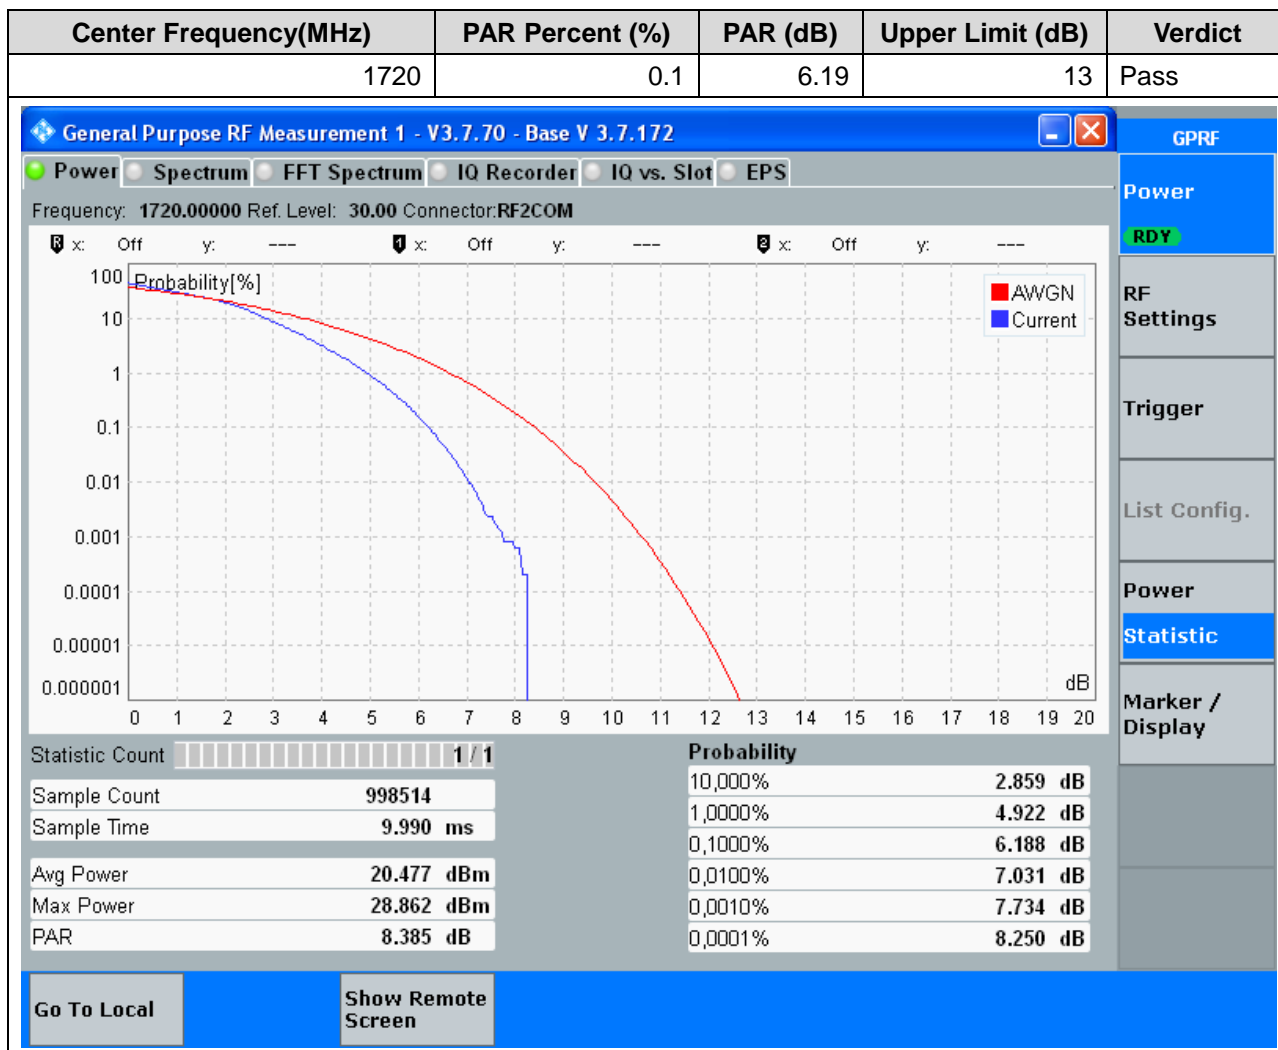 Center Frequency(MHz) PAR Percent (%) PAR (dB) Upper Limit (dB) Verdict
1720 0.1 6.19 13 Pass
General Purpose RF Measurement 1 - V3.7.70 - Base V 3.7.172
GPRF
Power Spectrum FFT Spectrum IQ Recorder IQ vs. Slot EPS
Frequency: 1720.00000 Ref. Level: 30.00 Connector:RF2COM
R x: Off y: --- 1 x: Off y: --- 2 x: Off y: ---
Probability[%]
100
10
1
0.1
0.01
0.001
0.0001
0.00001
0.000001
AWGN
Current
dB
0 1 2 3 4 5 6 7 8 9 10 11 12 13 14 15 16 17 18 19 20
Statistic Count 1 / 1
Sample Count 998514
Sample Time 9.990 ms
Avg Power 20.477 dBm
Max Power 28.862 dBm
PAR 8.385 dB
Probability
10,000% 2.859 dB
1,0000% 4.922 dB
0,1000% 6.188 dB
0,0100% 7.031 dB
0,0010% 7.734 dB
0,0001% 8.250 dB
Power
RDY
RF
Settings
Trigger
List Config.
Power
Statistic
Marker /
Display
Go To Local
Show Remote
Screen